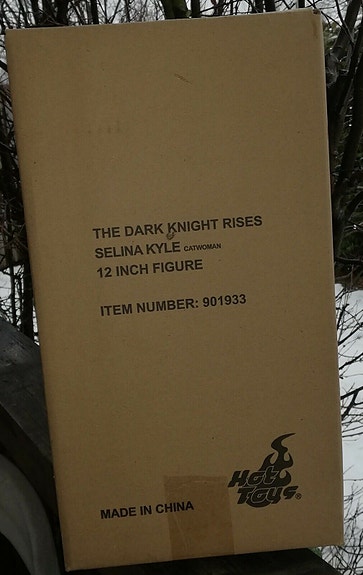 THE DARK KNIGHT RISES
SELINA KYLE CATWOMAN
12 INCH FIGURE
ITEM NUMBER: 901933
Hot
Toys®
MADE IN CHINA